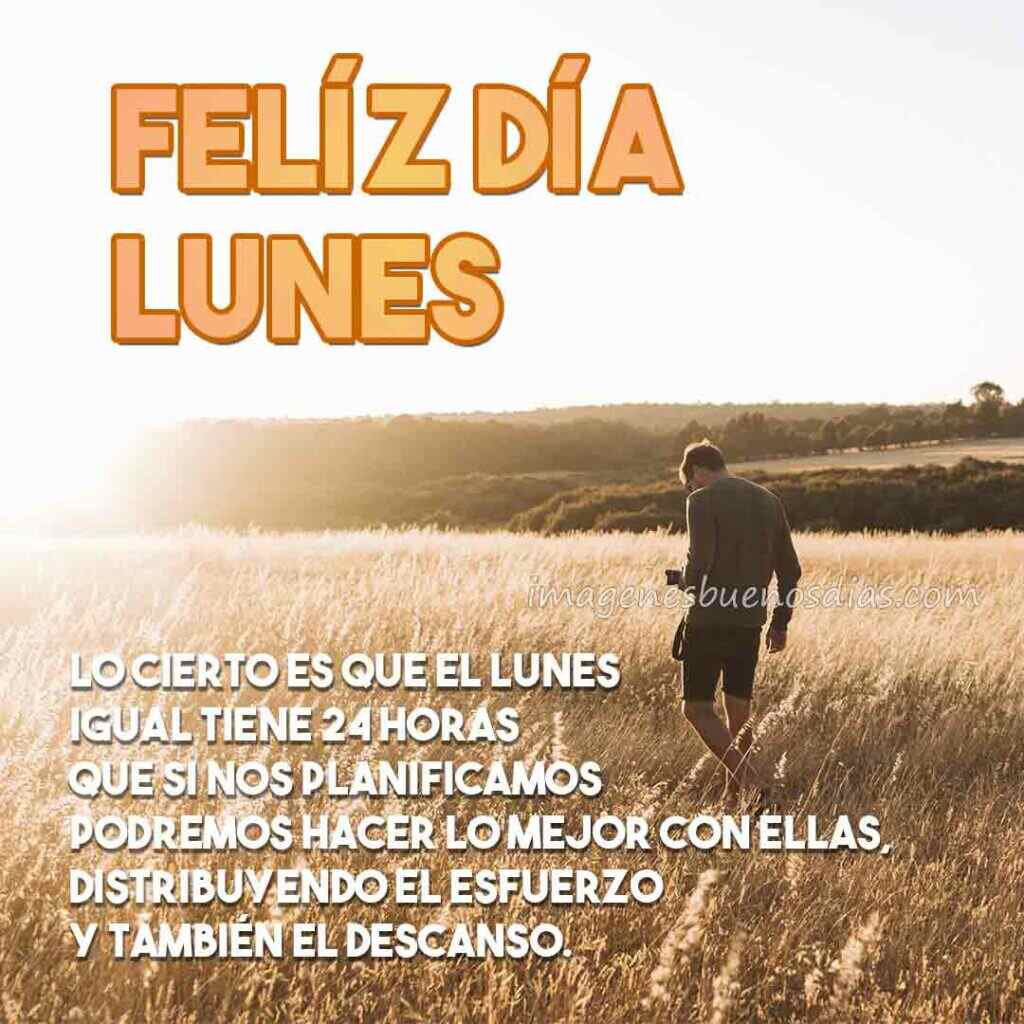 FELÍZ DÍA
LUNES
imagenesbuenosdias.com
LO CIERTO ES QUE EL LUNES
IGUAL TIENE 24 HORAS
QUE SI NOS PLANIFICAMOS
PODREMOS HACER LO MEJOR CON ELLAS,
DISTRIBUYENDO EL ESFUERZO
Y TAMBIÉN EL DESCANSO.